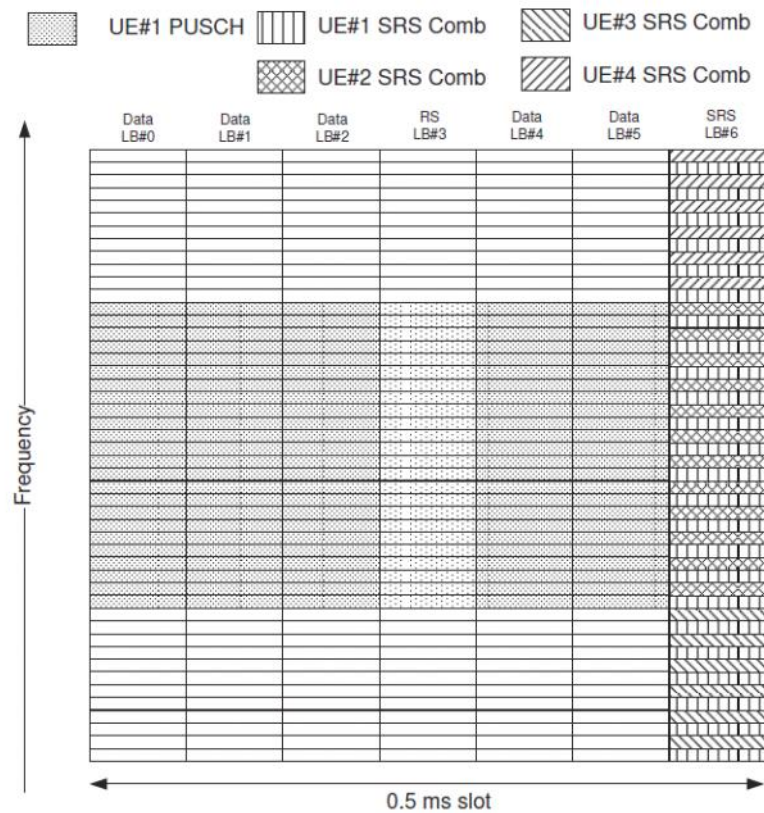 UE#1 PUSCH
UE#1 SRS Comb
UE#3 SRS Comb
UE#2 SRS Comb
UE#4 SRS Comb
Data
LB#0
Data
LB#1
Data
LB#2
RS
LB#3
Data
LB#4
Data
LB#5
SRS
LB#6
Frequency
0.5 ms slot